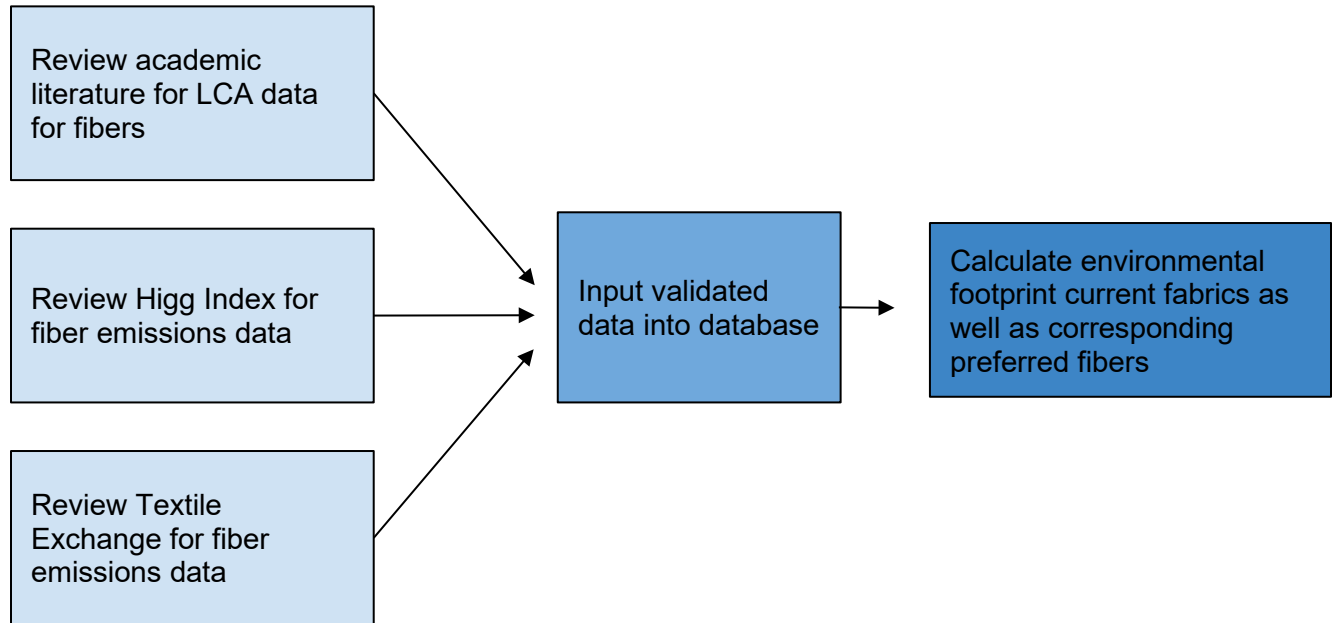 Review academic
literature for LCA data
for fibers
Review Higg Index for
fiber emissions data
Review Textile
Exchange for fiber
emissions data
Input validated
data into database
Calculate environmental
footprint current fabrics as
well as corresponding
preferred fibers